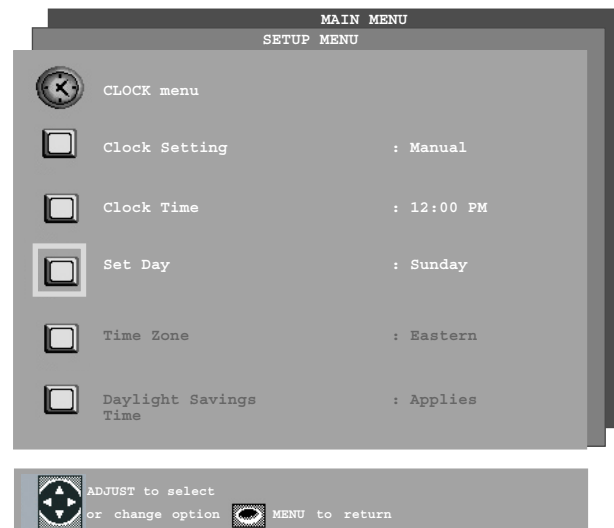 MAIN MENU
SETUP MENU
CLOCK menu
Clock Setting : Manual
Clock Time : 12:00 PM
Set Day : Sunday
Time Zone : Eastern
Daylight Savings : Applies
Time
ADJUST to select
or change option MENU to return